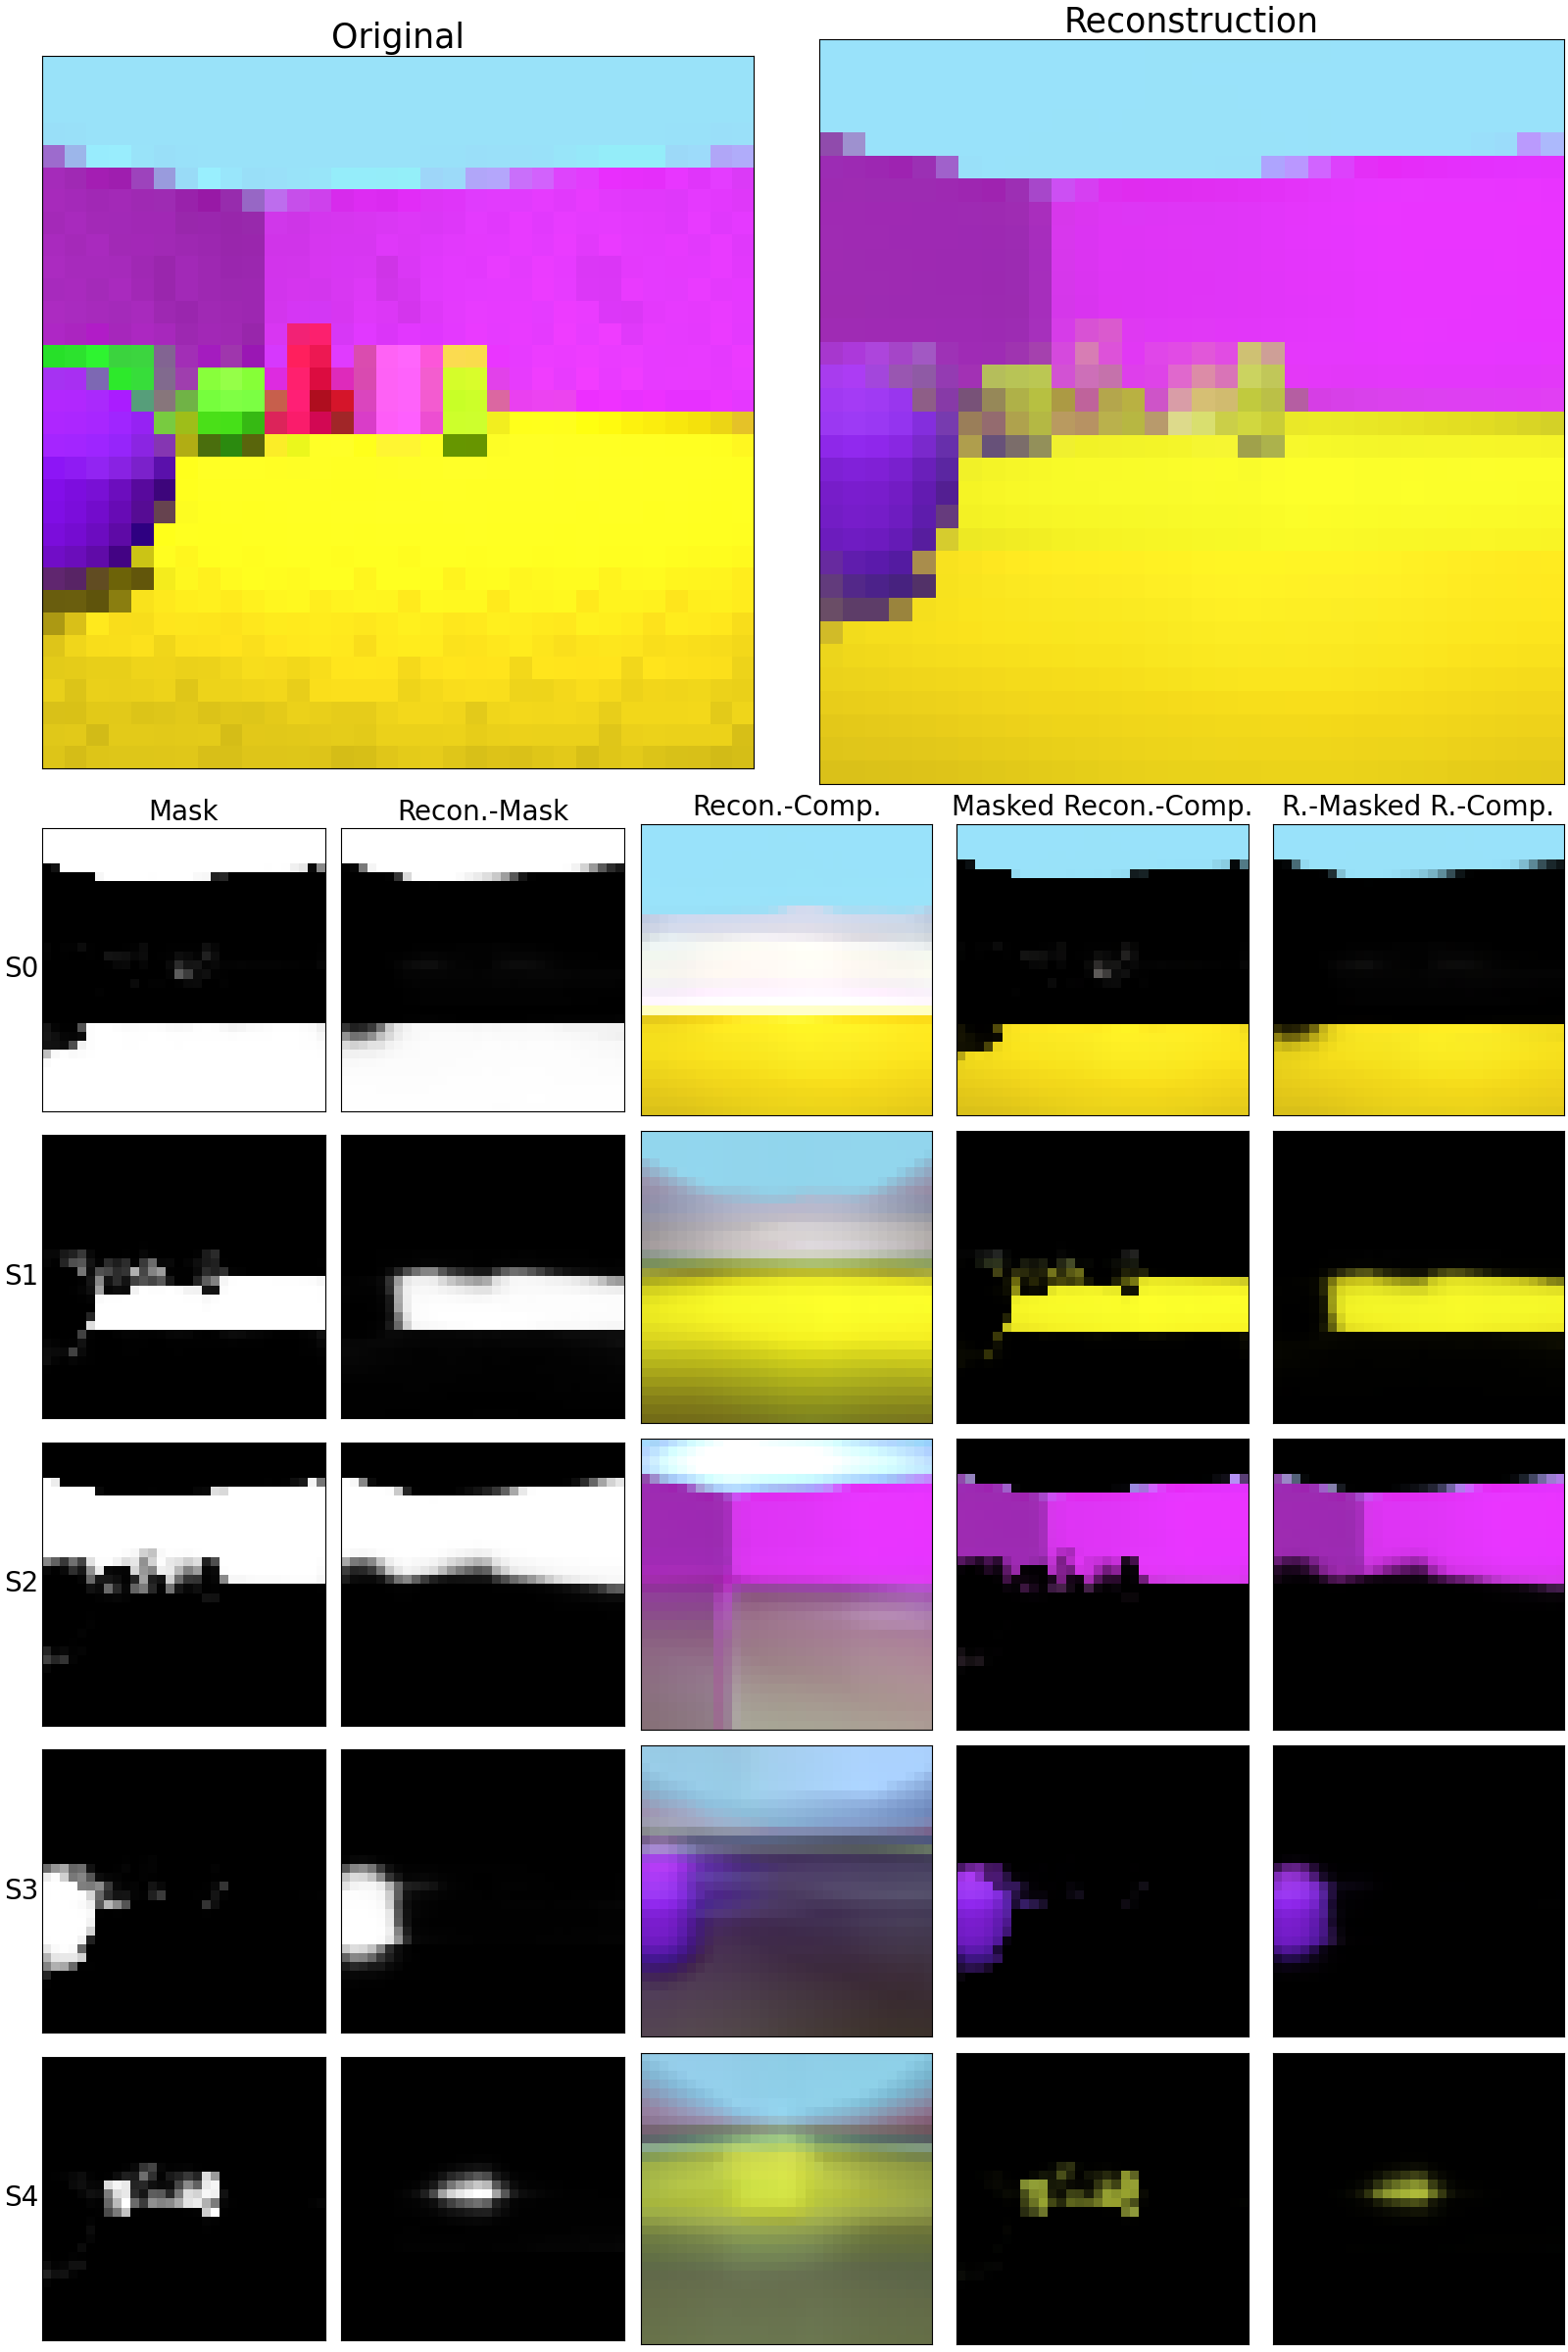 Original
Reconstruction
Mask
Recon.-Mask
Recon.-Comp.
Masked Recon.-Comp.
R.-Masked R.-Comp.
S0
S1
S2
S3
S4